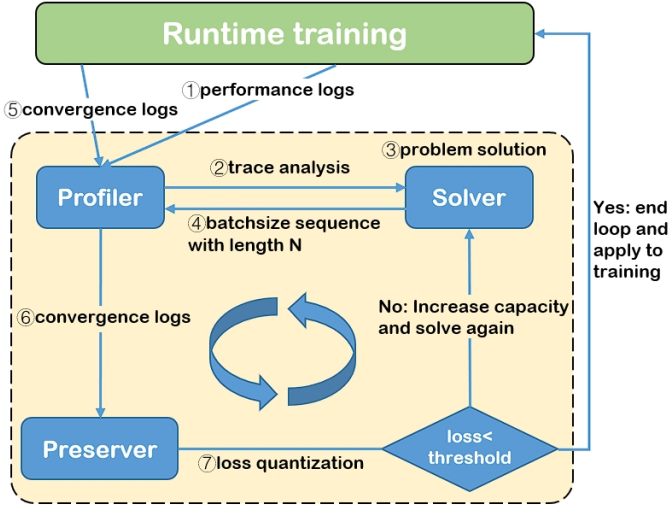 Runtime training
①performance logs
⑤convergence logs
③problem solution
②trace analysis
Profiler
Solver
④batchsize sequence
with length N
Yes: end
loop and
apply to
training
No: Increase capacity
and solve again
⑥convergence logs
Preserver
loss<
threshold
⑦loss quantization